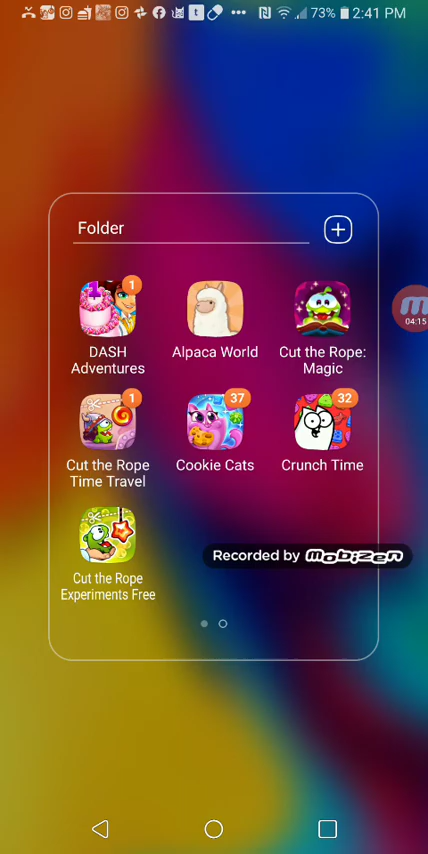 73% 2:41 PM
Folder
1
DASH
Adventures
Alpaca World
Cut the Rope:
Magic
04:15
1
37
32
Cut the Rope
Time Travel
Cookie Cats
Crunch Time
Recorded by mobizen
Cut the Rope
Experiments Free